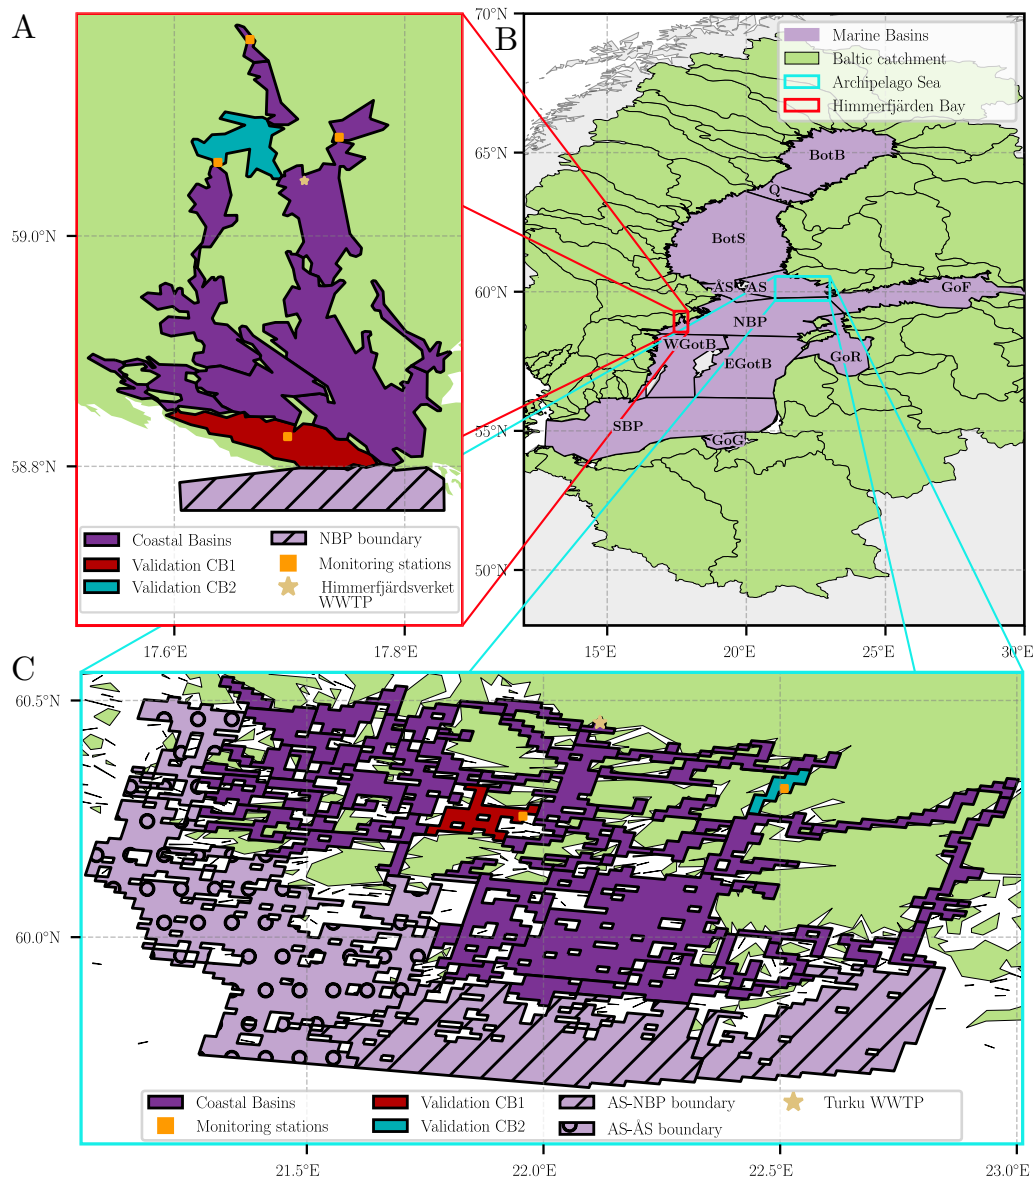 A
59.0°N
58.8°N
17.6°E
17.8°E
Coastal Basins
Validation CB1
Validation CB2
NBP boundary
Monitoring stations
Himmerfjärdsverket
WWTP
B
70°N
65°N
60°N
55°N
50°N
15°E
20°E
25°E
30°E
Marine Basins
Baltic catchment
Archipelago Sea
Himmerfjärden Bay
BotB
Q
BotS
ÅS
AS
GoF
NBP
WGotB
EGotB
GoR
SBP
GoG
C
60.5°N
60.0°N
21.5°E
22.0°E
22.5°E
23.0°E
Coastal Basins
Monitoring stations
Validation CB1
Validation CB2
AS-NBP boundary
AS-ÅS boundary
Turku WWTP